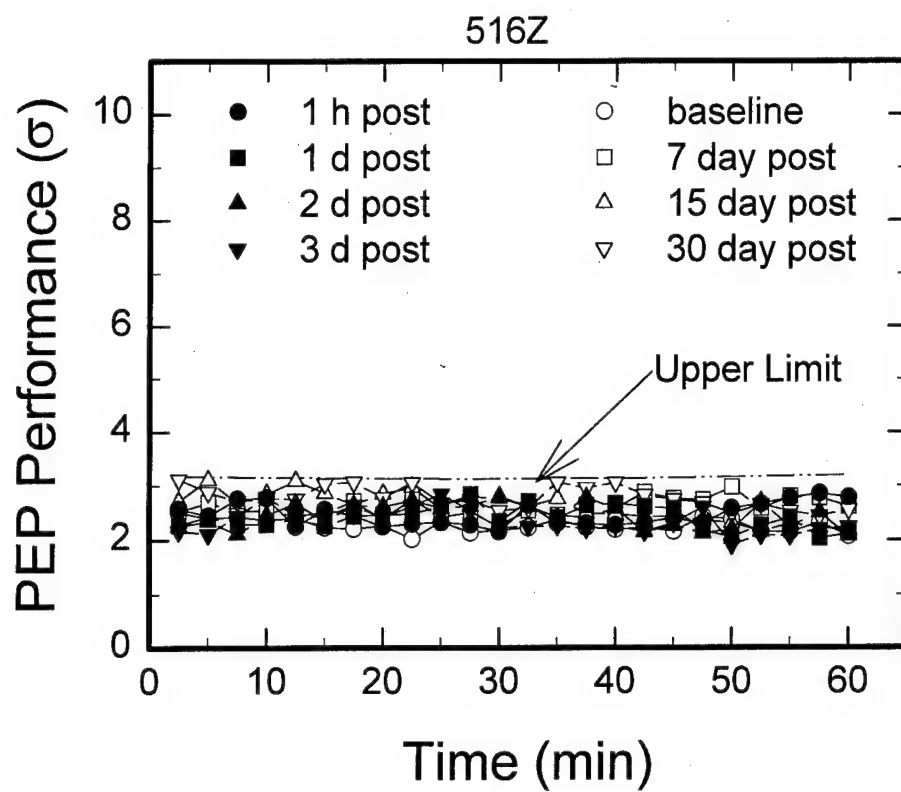 516Z
PEP Performance (σ)
10
8
6
4
2
0
1 h post
1 d post
2 d post
3 d post
baseline
7 day post
15 day post
30 day post
Upper Limit
0 10 20 30 40 50 60
Time (min)